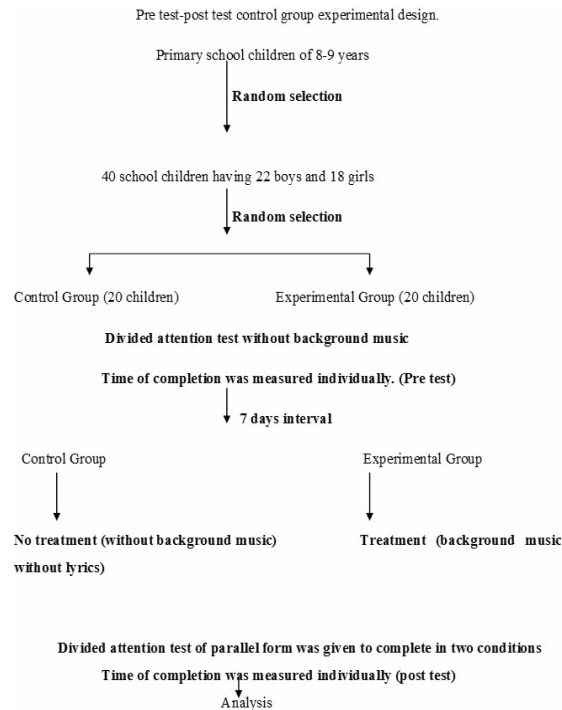 Pre test-post test control group experimental design.
Primary school children of 8-9 years
Random selection
40 school children having 22 boys and 18 girls
Random selection
Control Group (20 children) Experimental Group (20 children)
Divided attention test without background music
Time of completion was measured individually. (Pre test)
7 days interval
Control Group Experimental Group
No treatment (without background music) Treatment (background music
without lyrics)
Divided attention test of parallel form was given to complete in two conditions
Time of completion was measured individually (post test)
Analysis